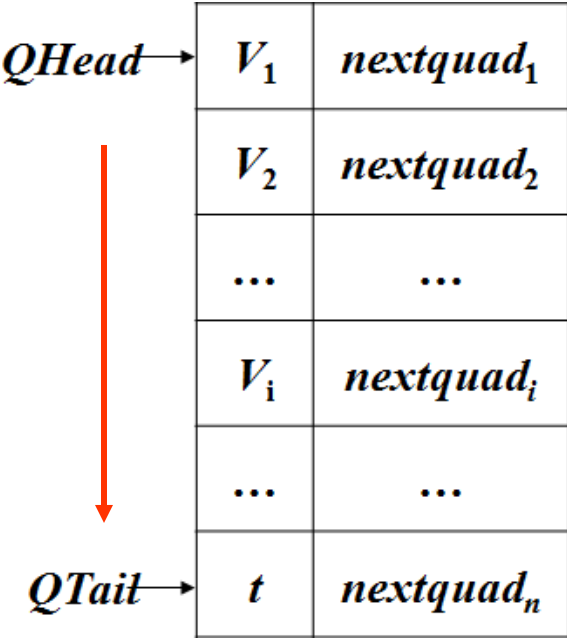 QHead V₁ nextquad₁
V₂ nextquad₂
... ...
Vᵢ nextquadᵢ
... ...
QTail t nextquadₙ